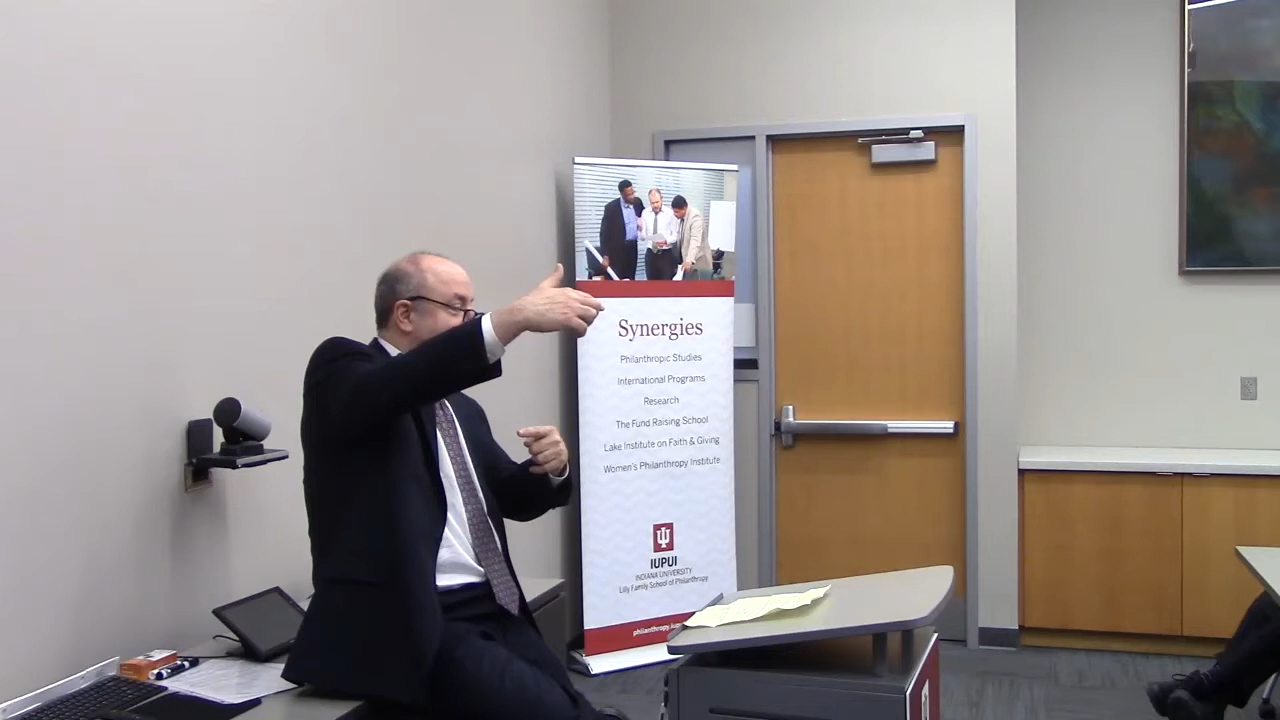 Synergies
Philanthropic Studies
International Programs
Research
The Fund Raising School
Lake Institute on Faith & Giving
Women's Philanthropy Institute
IUPUI
INDIANA UNIVERSITY
Lilly Family School of Philanthropy